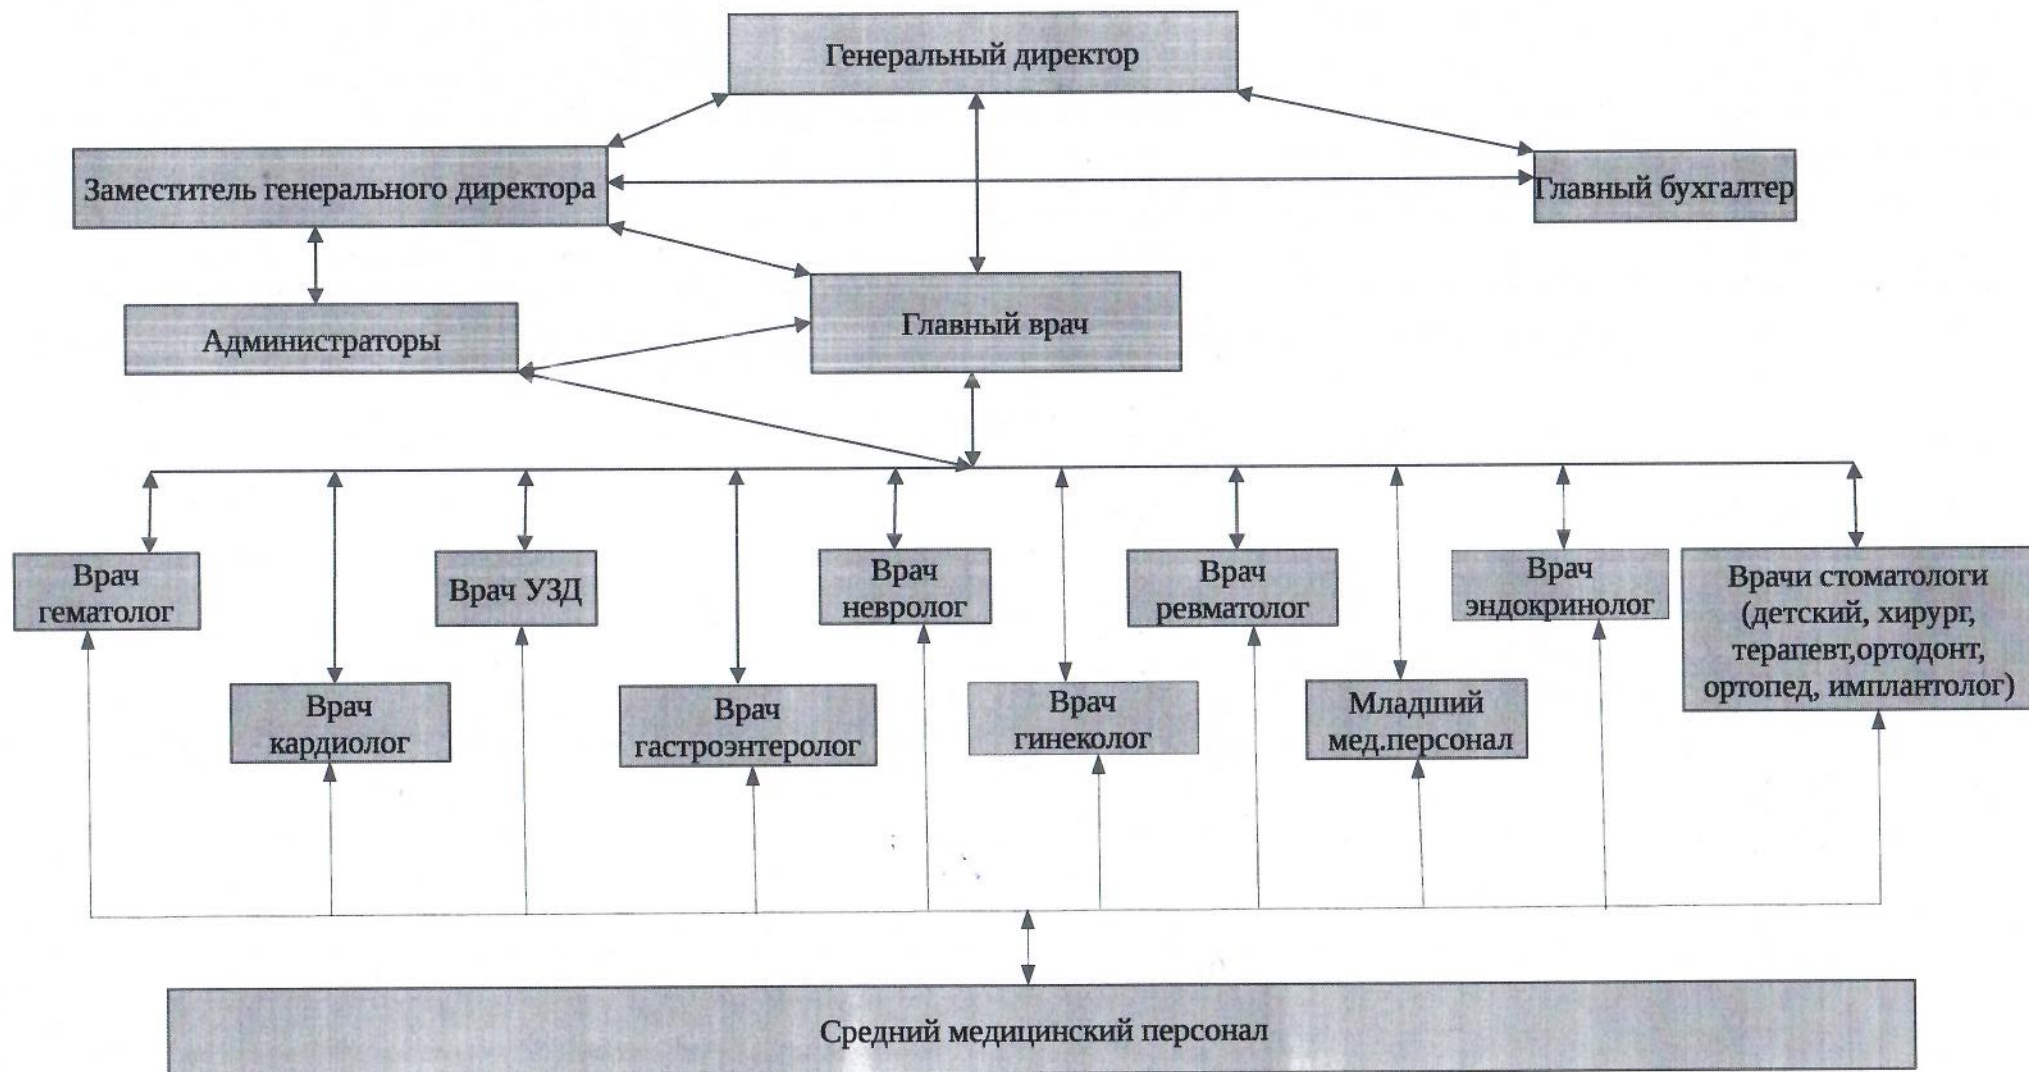 Генеральный директор
Заместитель генерального директора
Главный бухгалтер
Администраторы
Главный врач
Врач
гематолог
Врач УЗД
Врач
невролог
Врач
ревматолог
Врач
эндокринолог
Врачи стоматологи
(детский, хирург,
терапевт,ортодонт,
ортопед, имплантолог)
Врач
кардиолог
Врач
гастроэнтеролог
Врач
гинеколог
Младший
мед.персонал
Средний медицинский персонал